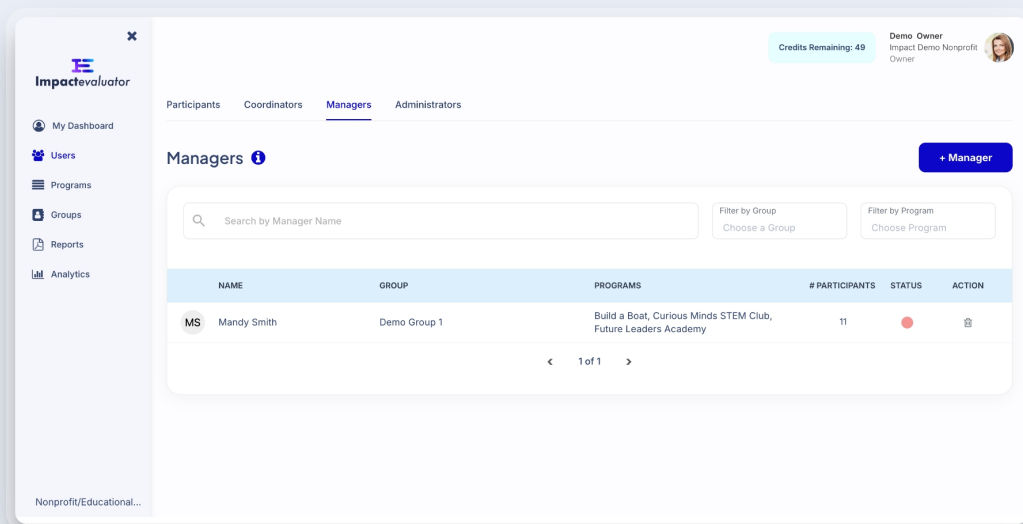 Impactevaluator
My Dashboard
Users
Programs
Groups
Reports
Analytics
Nonprofit/Educational...
Credits Remaining: 49
Demo Owner
Impact Demo Nonprofit
Owner
Participants Coordinators Managers Administrators
Managers
+ Manager
Search by Manager Name
Filter by Group
Choose a Group
Filter by Program
Choose Program
NAME GROUP PROGRAMS # PARTICIPANTS STATUS ACTION
MS Mandy Smith Demo Group 1 Build a Boat, Curious Minds STEM Club, 11
Future Leaders Academy
1 of 1